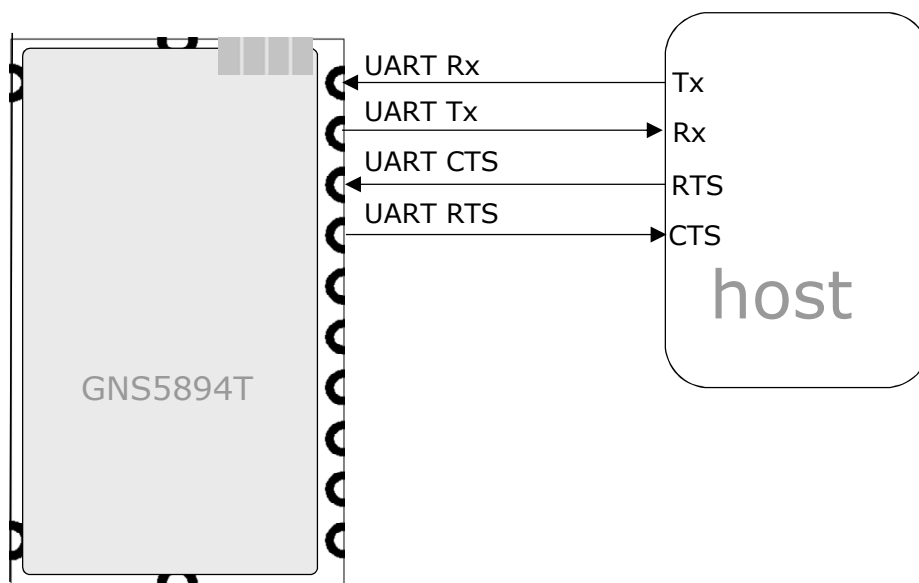 UART Rx
Tx
UART Tx
Rx
UART CTS
RTS
UART RTS
CTS
host
GNS5894T